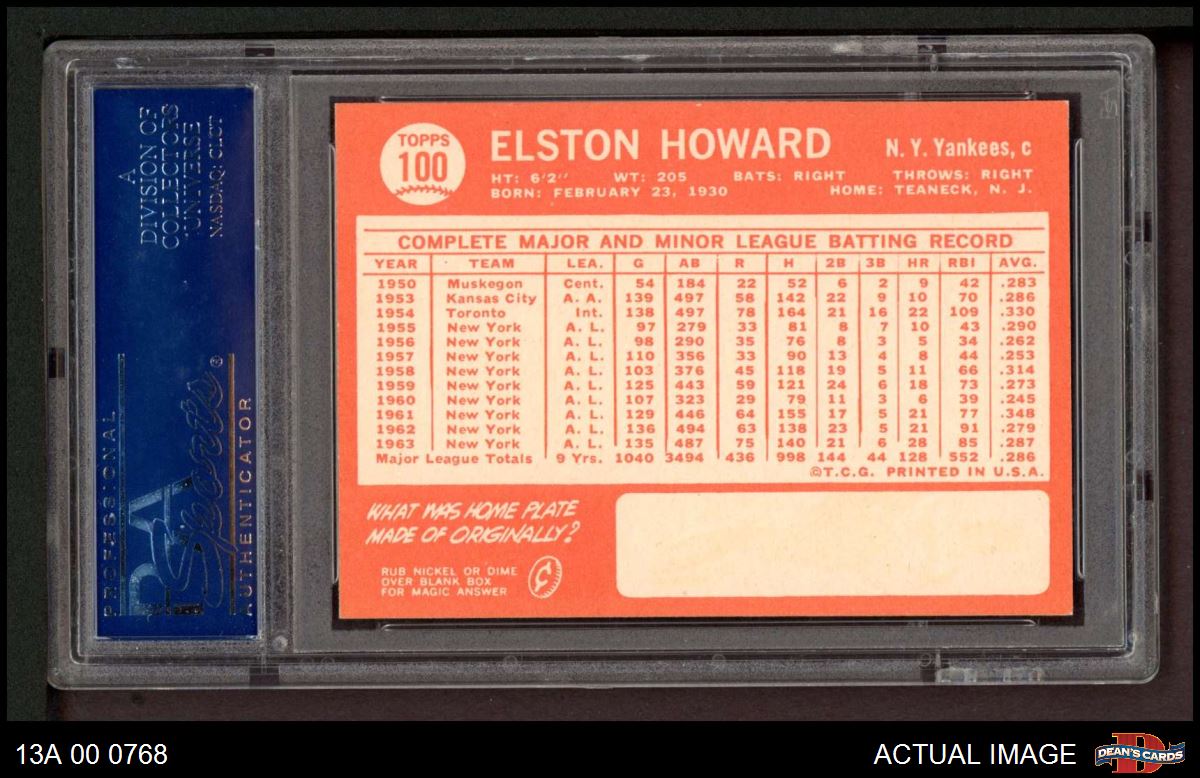 A
DIVISION OF
COLLECTORS
UNIVERSE
NASDAQ: CLCT
PROFESSIONAL
PSA
Sports®
AUTHENTICATOR
TOPPS
100
ELSTON HOWARD
N. Y. Yankees, c
HT: 6'2" WT: 205 BATS: RIGHT THROWS: RIGHT
BORN: FEBRUARY 23, 1930 HOME: TEANECK, N. J.
COMPLETE MAJOR AND MINOR LEAGUE BATTING RECORD
YEAR TEAM LEA. G AB R H 2B 3B HR RBI AVG.
1950 Muskegon Cent. 54 184 22 52 6 2 9 42 .283
1953 Kansas City A. A. 139 497 58 142 22 9 10 70 .286
1954 Toronto Int. 138 497 78 164 21 16 22 109 .330
1955 New York A. L. 97 279 33 81 8 7 10 43 .290
1956 New York A. L. 98 290 35 76 8 3 5 34 .262
1957 New York A. L. 110 356 33 90 13 4 8 44 .253
1958 New York A. L. 103 376 45 118 19 5 11 66 .314
1959 New York A. L. 125 443 59 121 24 6 18 73 .273
1960 New York A. L. 107 323 29 79 11 3 6 39 .245
1961 New York A. L. 129 446 64 155 17 5 21 77 .348
1962 New York A. L. 136 494 63 138 23 5 21 91 .279
1963 New York A. L. 135 487 75 140 21 6 28 85 .287
Major League Totals 9 Yrs. 1040 3494 436 998 144 44 128 552 .286
©T.C.G. PRINTED IN U.S.A.
WHAT WAS HOME PLATE
MADE OF ORIGINALLY?
RUB NICKEL OR DIME
OVER BLANK BOX
FOR MAGIC ANSWER
13A 00 0768
ACTUAL IMAGE
DEAN'S CARDS